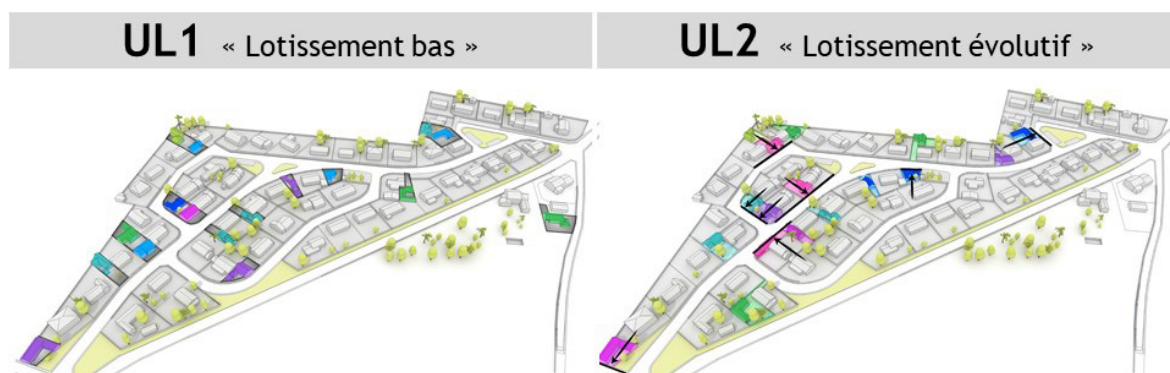 UL1 « Lotissement bas »
UL2 « Lotissement évolutif »